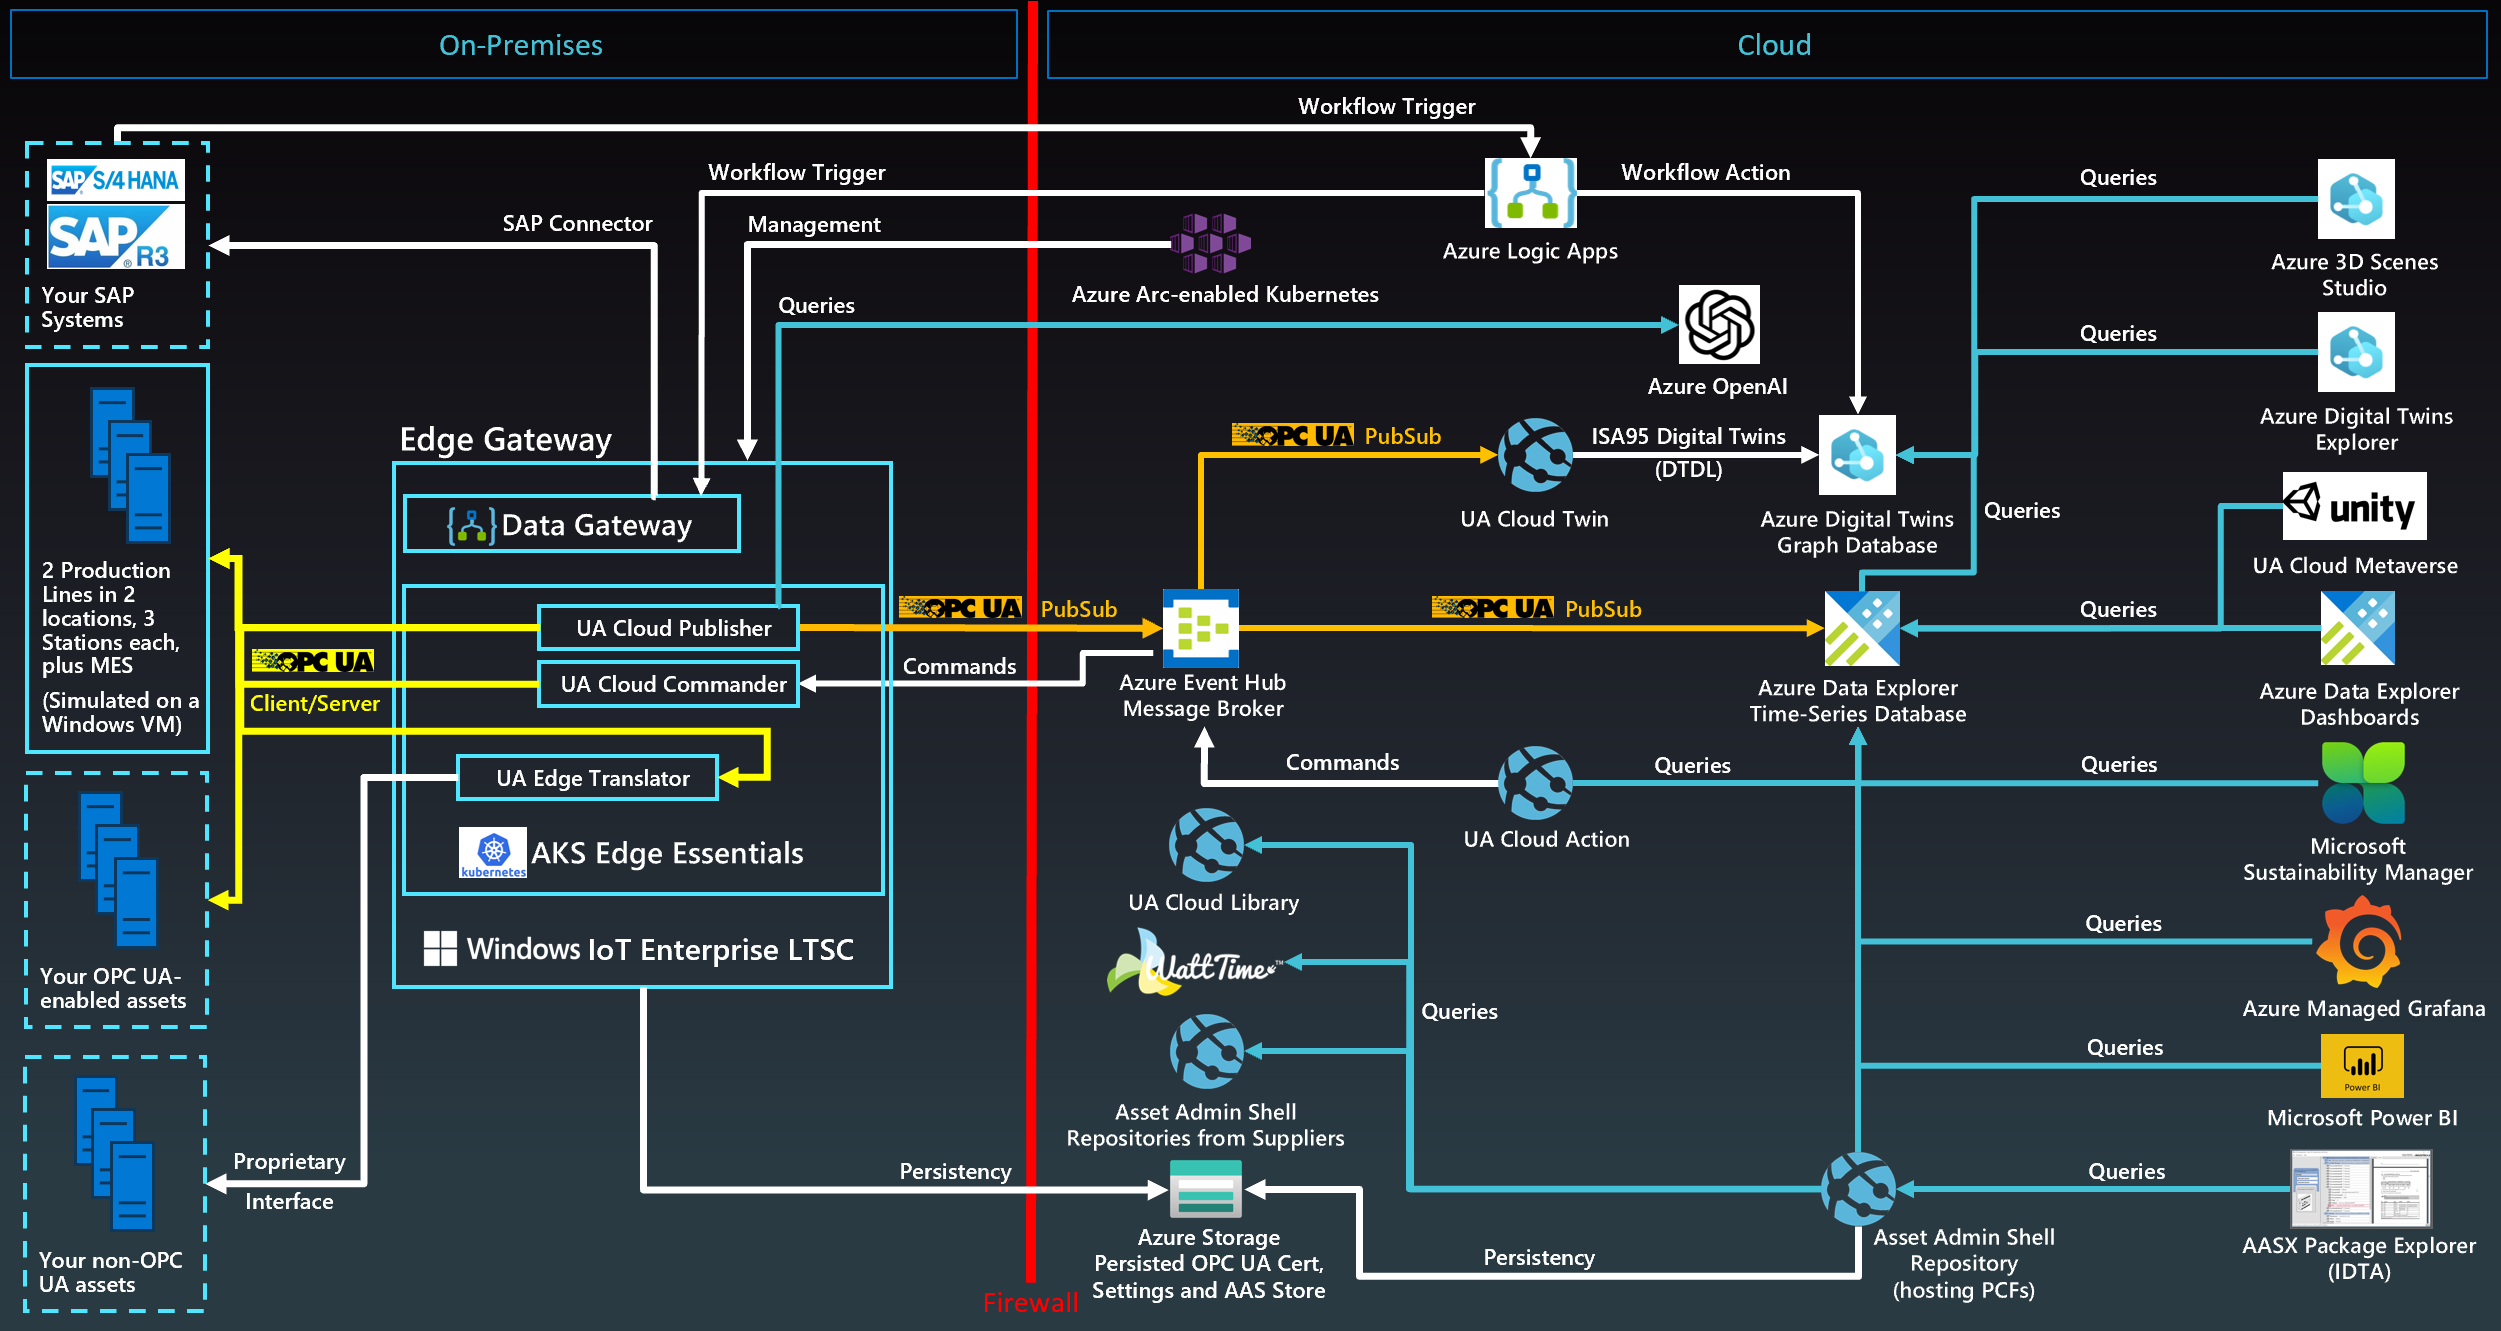 On-Premises
Cloud
Workflow Trigger
SAP S/4 HANA
SAP
® R3
Your SAP
Systems
Workflow Trigger
SAP Connector
Management
Azure Arc-enabled Kubernetes
Queries
Azure Logic Apps
Workflow Action
Azure OpenAI
Queries
Azure 3D Scenes
Studio
Queries
Azure Digital Twins
Explorer
2 Production
Lines in 2
locations, 3
Stations each,
plus MES
(Simulated on a
Windows VM)
Edge Gateway
Data Gateway
UA Cloud Publisher
UA Cloud Commander
UA Edge Translator
kubernetes
AKS Edge Essentials
Windows IoT Enterprise LTSC
OPC UA
Client/Server
OPC UA PubSub
Commands
Azure Event Hub
Message Broker
OPC UA PubSub
UA Cloud Twin
ISA95 Digital Twins
(DTDL)
Azure Digital Twins
Graph Database
Queries
unity
UA Cloud Metaverse
OPC UA PubSub
Azure Data Explorer
Time-Series Database
Queries
Azure Data Explorer
Dashboards
Commands
UA Cloud Action
Queries
Queries
Microsoft
Sustainability Manager
UA Cloud Library
WattTime™
Queries
Asset Admin Shell
Repositories from Suppliers
Queries
Azure Managed Grafana
Queries
Power BI
Microsoft Power BI
Your OPC UA-
enabled assets
Your non-OPC
UA assets
Proprietary
Interface
Persistency
Azure Storage
Persisted OPC UA Cert,
Settings and AAS Store
Persistency
Asset Admin Shell
Repository
(hosting PCFs)
Queries
AASX Package Explorer
(IDTA)
Firewall